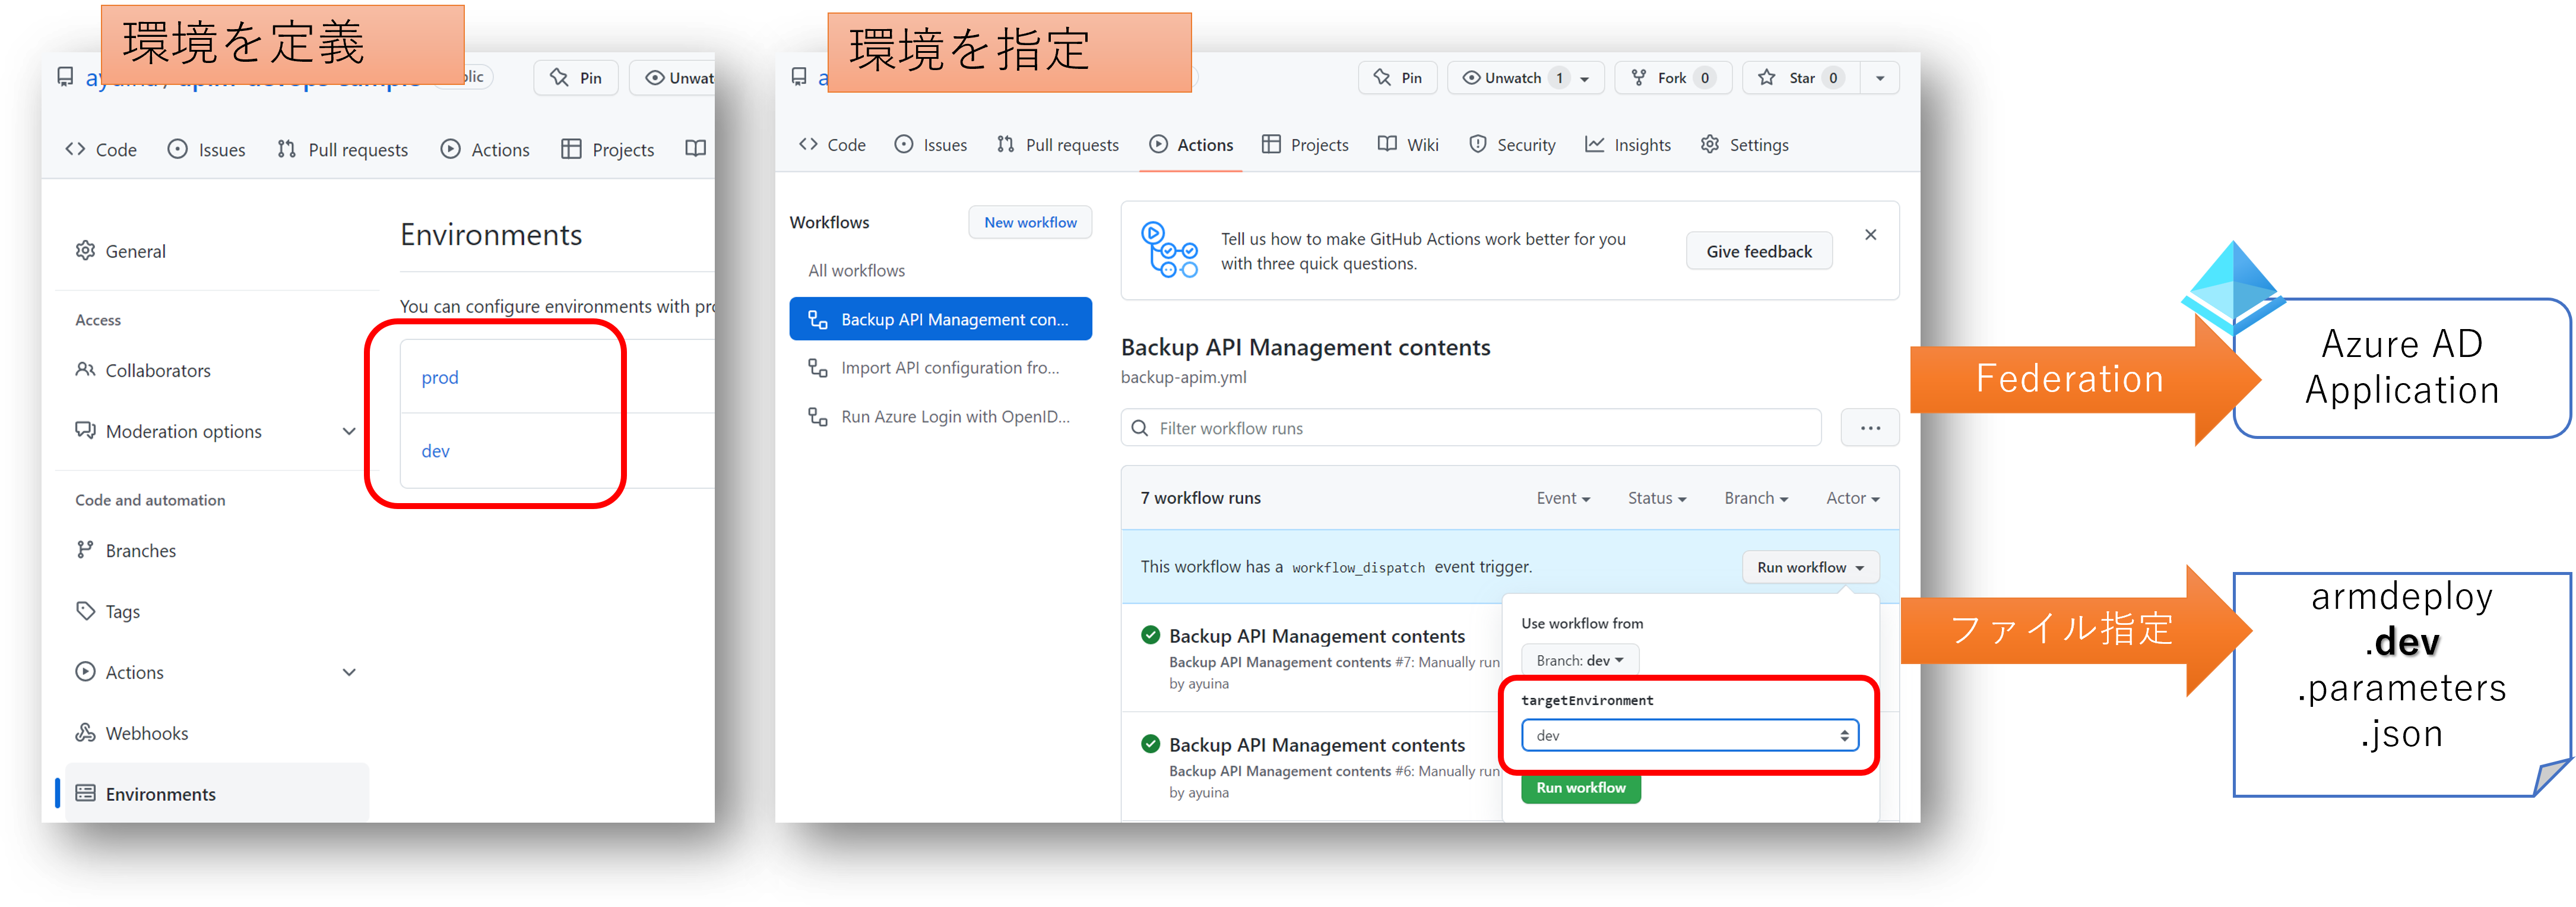 環境を定義
Pin
Unwat
Code
Issues
Pull requests
Actions
Projects
General
Access
Collaborators
Moderation options
Code and automation
Branches
Tags
Actions
Webhooks
Environments
Environments
You can configure environments with pr
prod
dev
環境を指定
Pin
Unwatch 1
Fork 0
Star 0
Code
Issues
Pull requests
Actions
Projects
Wiki
Security
Insights
Settings
Workflows
New workflow
All workflows
Backup API Management con...
Import API configuration fro...
Run Azure Login with OpenID...
Tell us how to make GitHub Actions work better for you
with three quick questions.
Give feedback
Backup API Management contents
backup-apim.yml
Filter workflow runs
7 workflow runs
Event
Status
Branch
Actor
This workflow has a workflow_dispatch event trigger.
Run workflow
Backup API Management contents
Backup API Management contents #7: Manually run
by ayuina
Backup API Management contents
Backup API Management contents #6: Manually run
by ayuina
Use workflow from
Branch: dev
targetEnvironment
dev
Run workflow
Federation
Azure AD
Application
ファイル指定
armdeploy
.dev
.parameters
.json